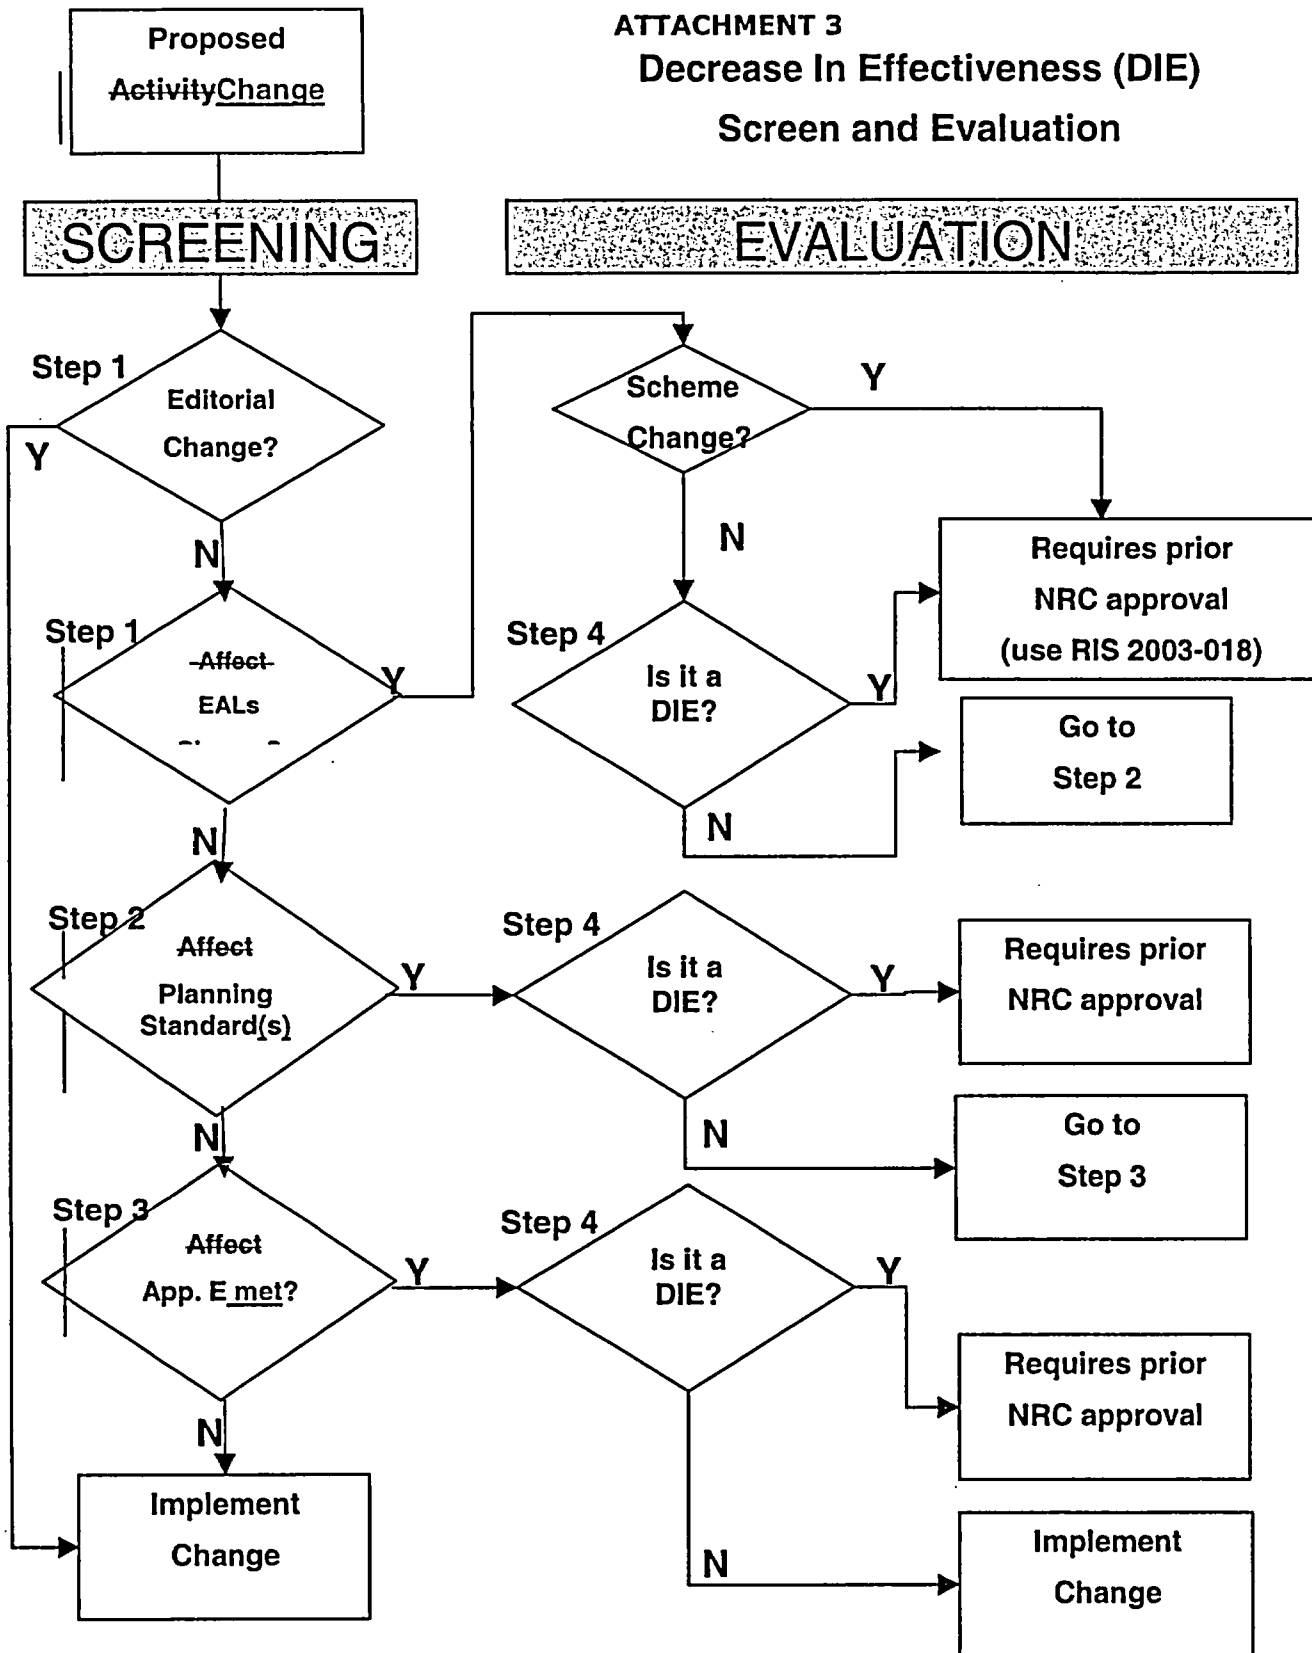 ATTACHMENT 3
Decrease In Effectiveness (DIE)
Screen and Evaluation
Proposed
ActivityChange
SCREENING
EVALUATION
Step 1
Editorial
Change?
Y
N
Scheme
Change?
Y
N
Requires prior
NRC approval
(use RIS 2003-018)
Step 1
Affect
EALs
Y
N
Step 4
Is it a
DIE?
Y
N
Go to
Step 2
Step 2
Affect
Planning
Standard(s)
Y
N
Step 4
Is it a
DIE?
Y
N
Requires prior
NRC approval
Go to
Step 3
Step 3
Affect
App. E met?
Y
N
Step 4
Is it a
DIE?
Y
N
Requires prior
NRC approval
Implement
Change
Implement
Change